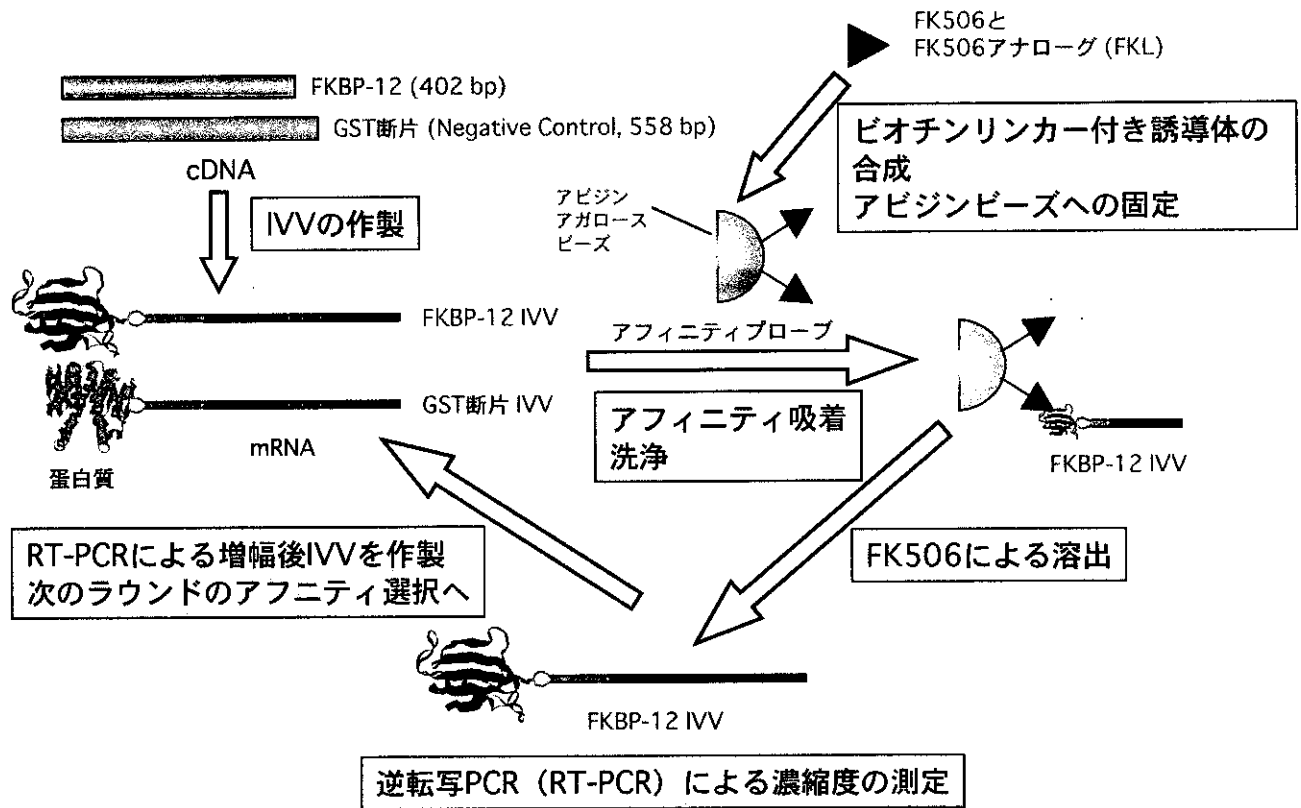 FK506と
FK506アナローグ (FKL)
FKBP-12 (402 bp)
GST断片 (Negative Control, 558 bp)
cDNA
IVVの作製
ビオチンリンカー付き誘導体の
合成
アビジンビーズへの固定
アビジン
アガロース
ビーズ
FKBP-12 IVV
GST断片 IVV
mRNA
蛋白質
アフィニティプローブ
アフィニティ吸着
洗浄
FKBP-12 IVV
RT-PCRによる増幅後IVVを作製
次のラウンドのアフニティ選択へ
FK506による溶出
FKBP-12 IVV
逆転写PCR（RT-PCR）による濃縮度の測定